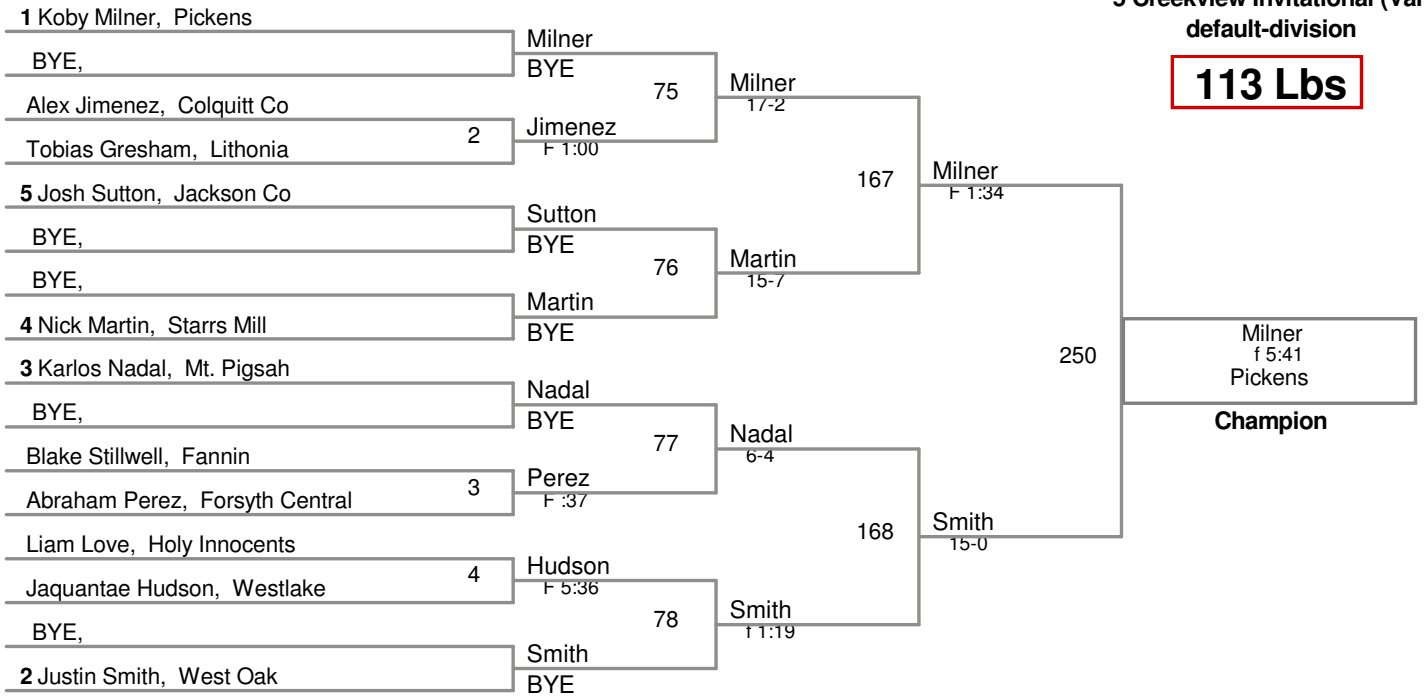 5 Creekview Invitational (Var
default-division
113 Lbs
1 Koby Milner, Pickens
BYE,
Alex Jimenez, Colquitt Co
Tobias Gresham, Lithonia
5 Josh Sutton, Jackson Co
BYE,
BYE,
4 Nick Martin, Starrs Mill
3 Karlos Nadal, Mt. Pigsah
BYE,
Blake Stillwell, Fannin
Abraham Perez, Forsyth Central
Liam Love, Holy Innocents
Jaquantae Hudson, Westlake
BYE,
2 Justin Smith, West Oak
2
3
4
Milner
BYE
Jimenez
F 1:00
Sutton
BYE
Martin
BYE
Nadal
BYE
Perez
F :37
Hudson
F 5:36
Smith
BYE
75
76
77
78
Milner
17-2
Martin
15-7
Nadal
6-4
Smith
f 1:19
167
168
Milner
F 1:34
Smith
15-0
250
Milner
f 5:41
Pickens
Champion